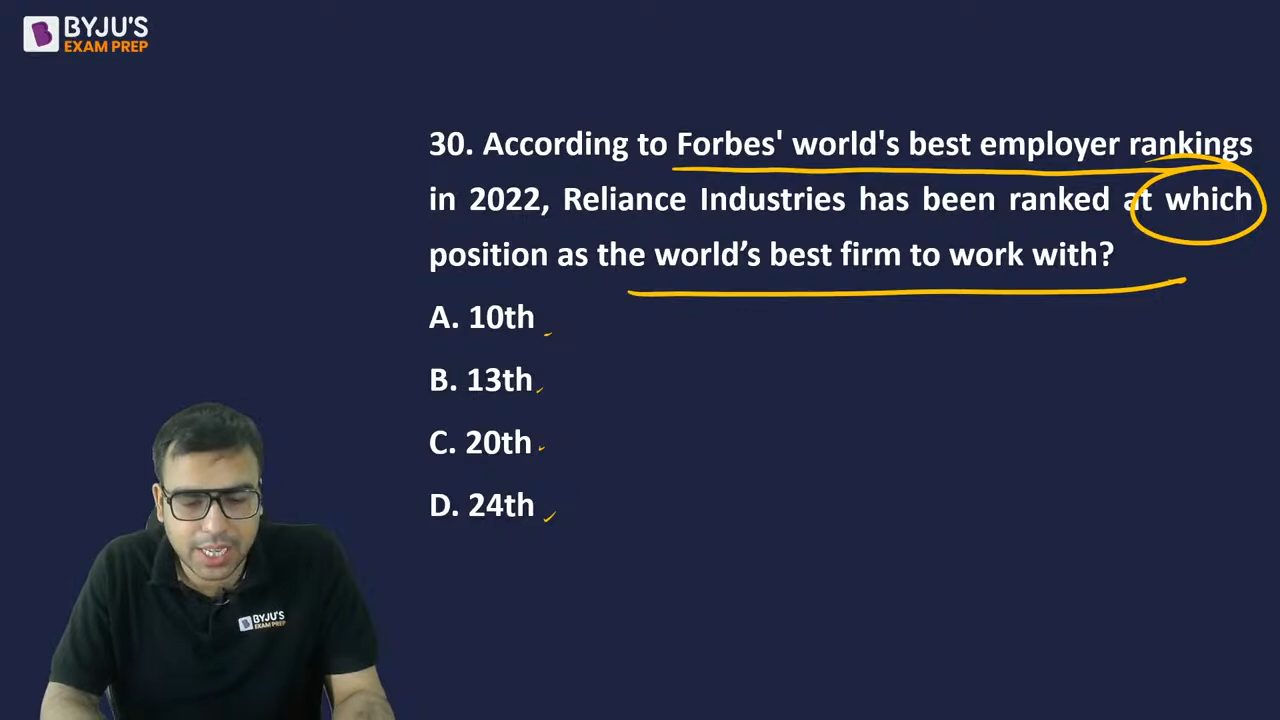 BYJU'S
EXAM PREP
30. According to Forbes' world's best employer rankings
in 2022, Reliance Industries has been ranked at which
position as the world’s best firm to work with?
A. 10th
B. 13th
C. 20th
D. 24th
BYJU'S
EXAM PREP